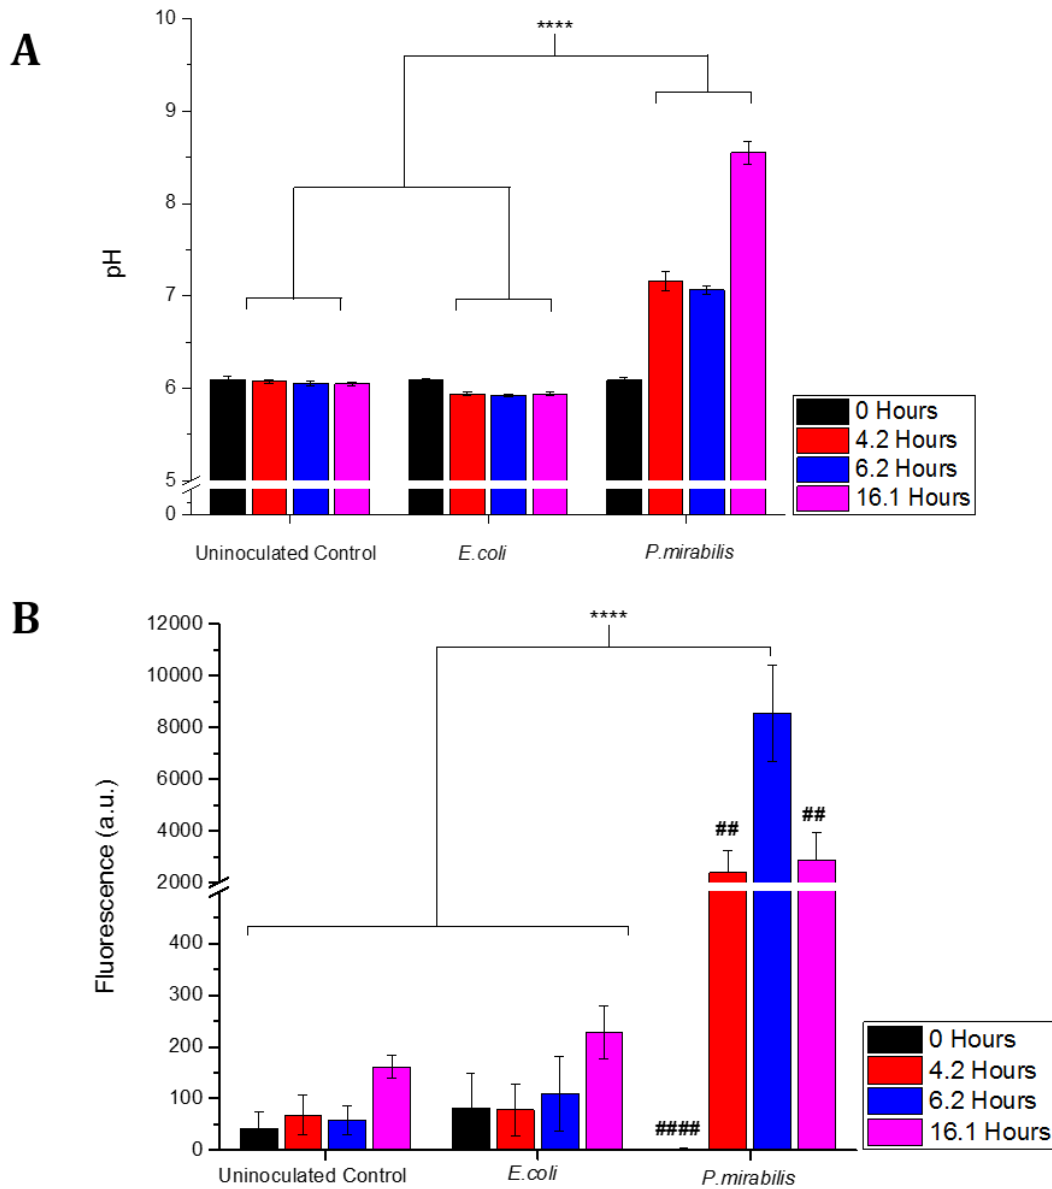 A
****
10
9
8
7
6
5
0
pH
Uninoculated Control
E.coli
P.mirabilis
0 Hours
4.2 Hours
6.2 Hours
16.1 Hours
B
****
12000
10000
8000
6000
4000
2000
400
300
200
100
0
Fluorescence (a.u.)
##
##
####
Uninoculated Control
E.coli
P.mirabilis
0 Hours
4.2 Hours
6.2 Hours
16.1 Hours